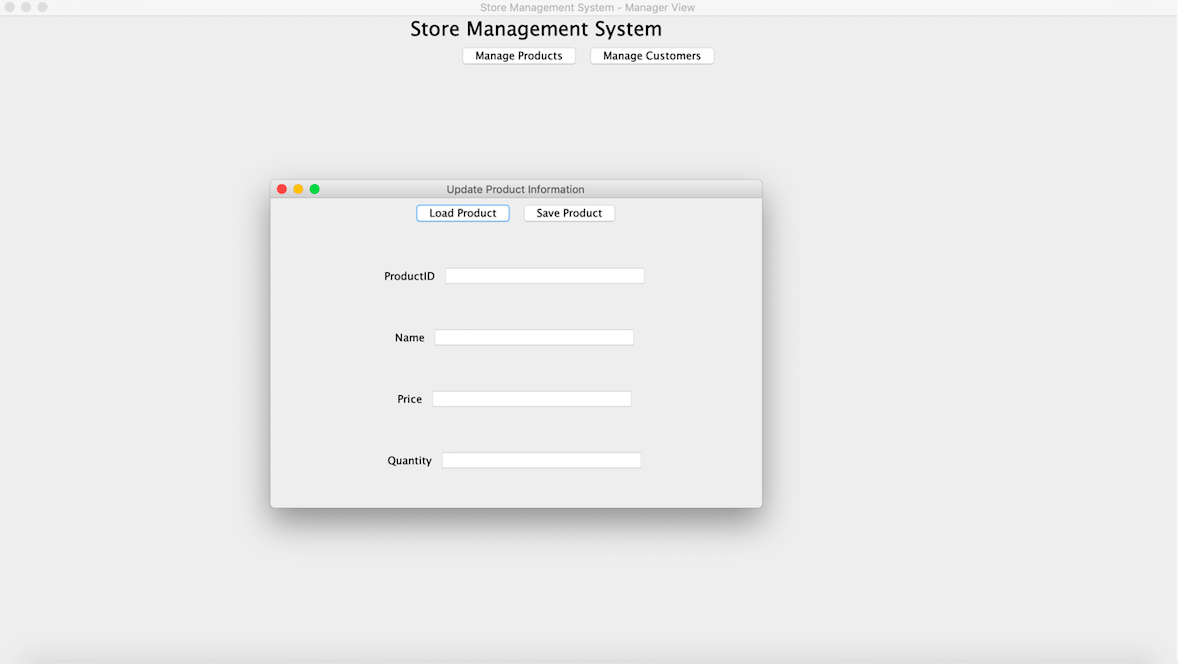 Store Management System - Manager View
Store Management System
Manage Products Manage Customers
Update Product Information
Load Product Save Product
ProductID
Name
Price
Quantity